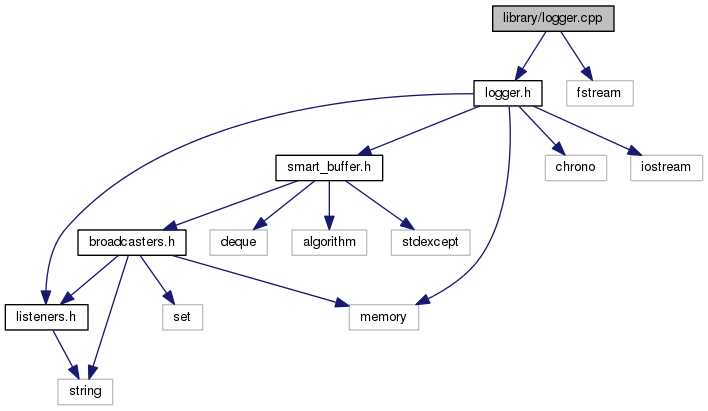 library/logger.cpp
logger.h
fstream
smart_buffer.h
chrono
iostream
broadcasters.h
deque
algorithm
stdexcept
listeners.h
set
memory
string